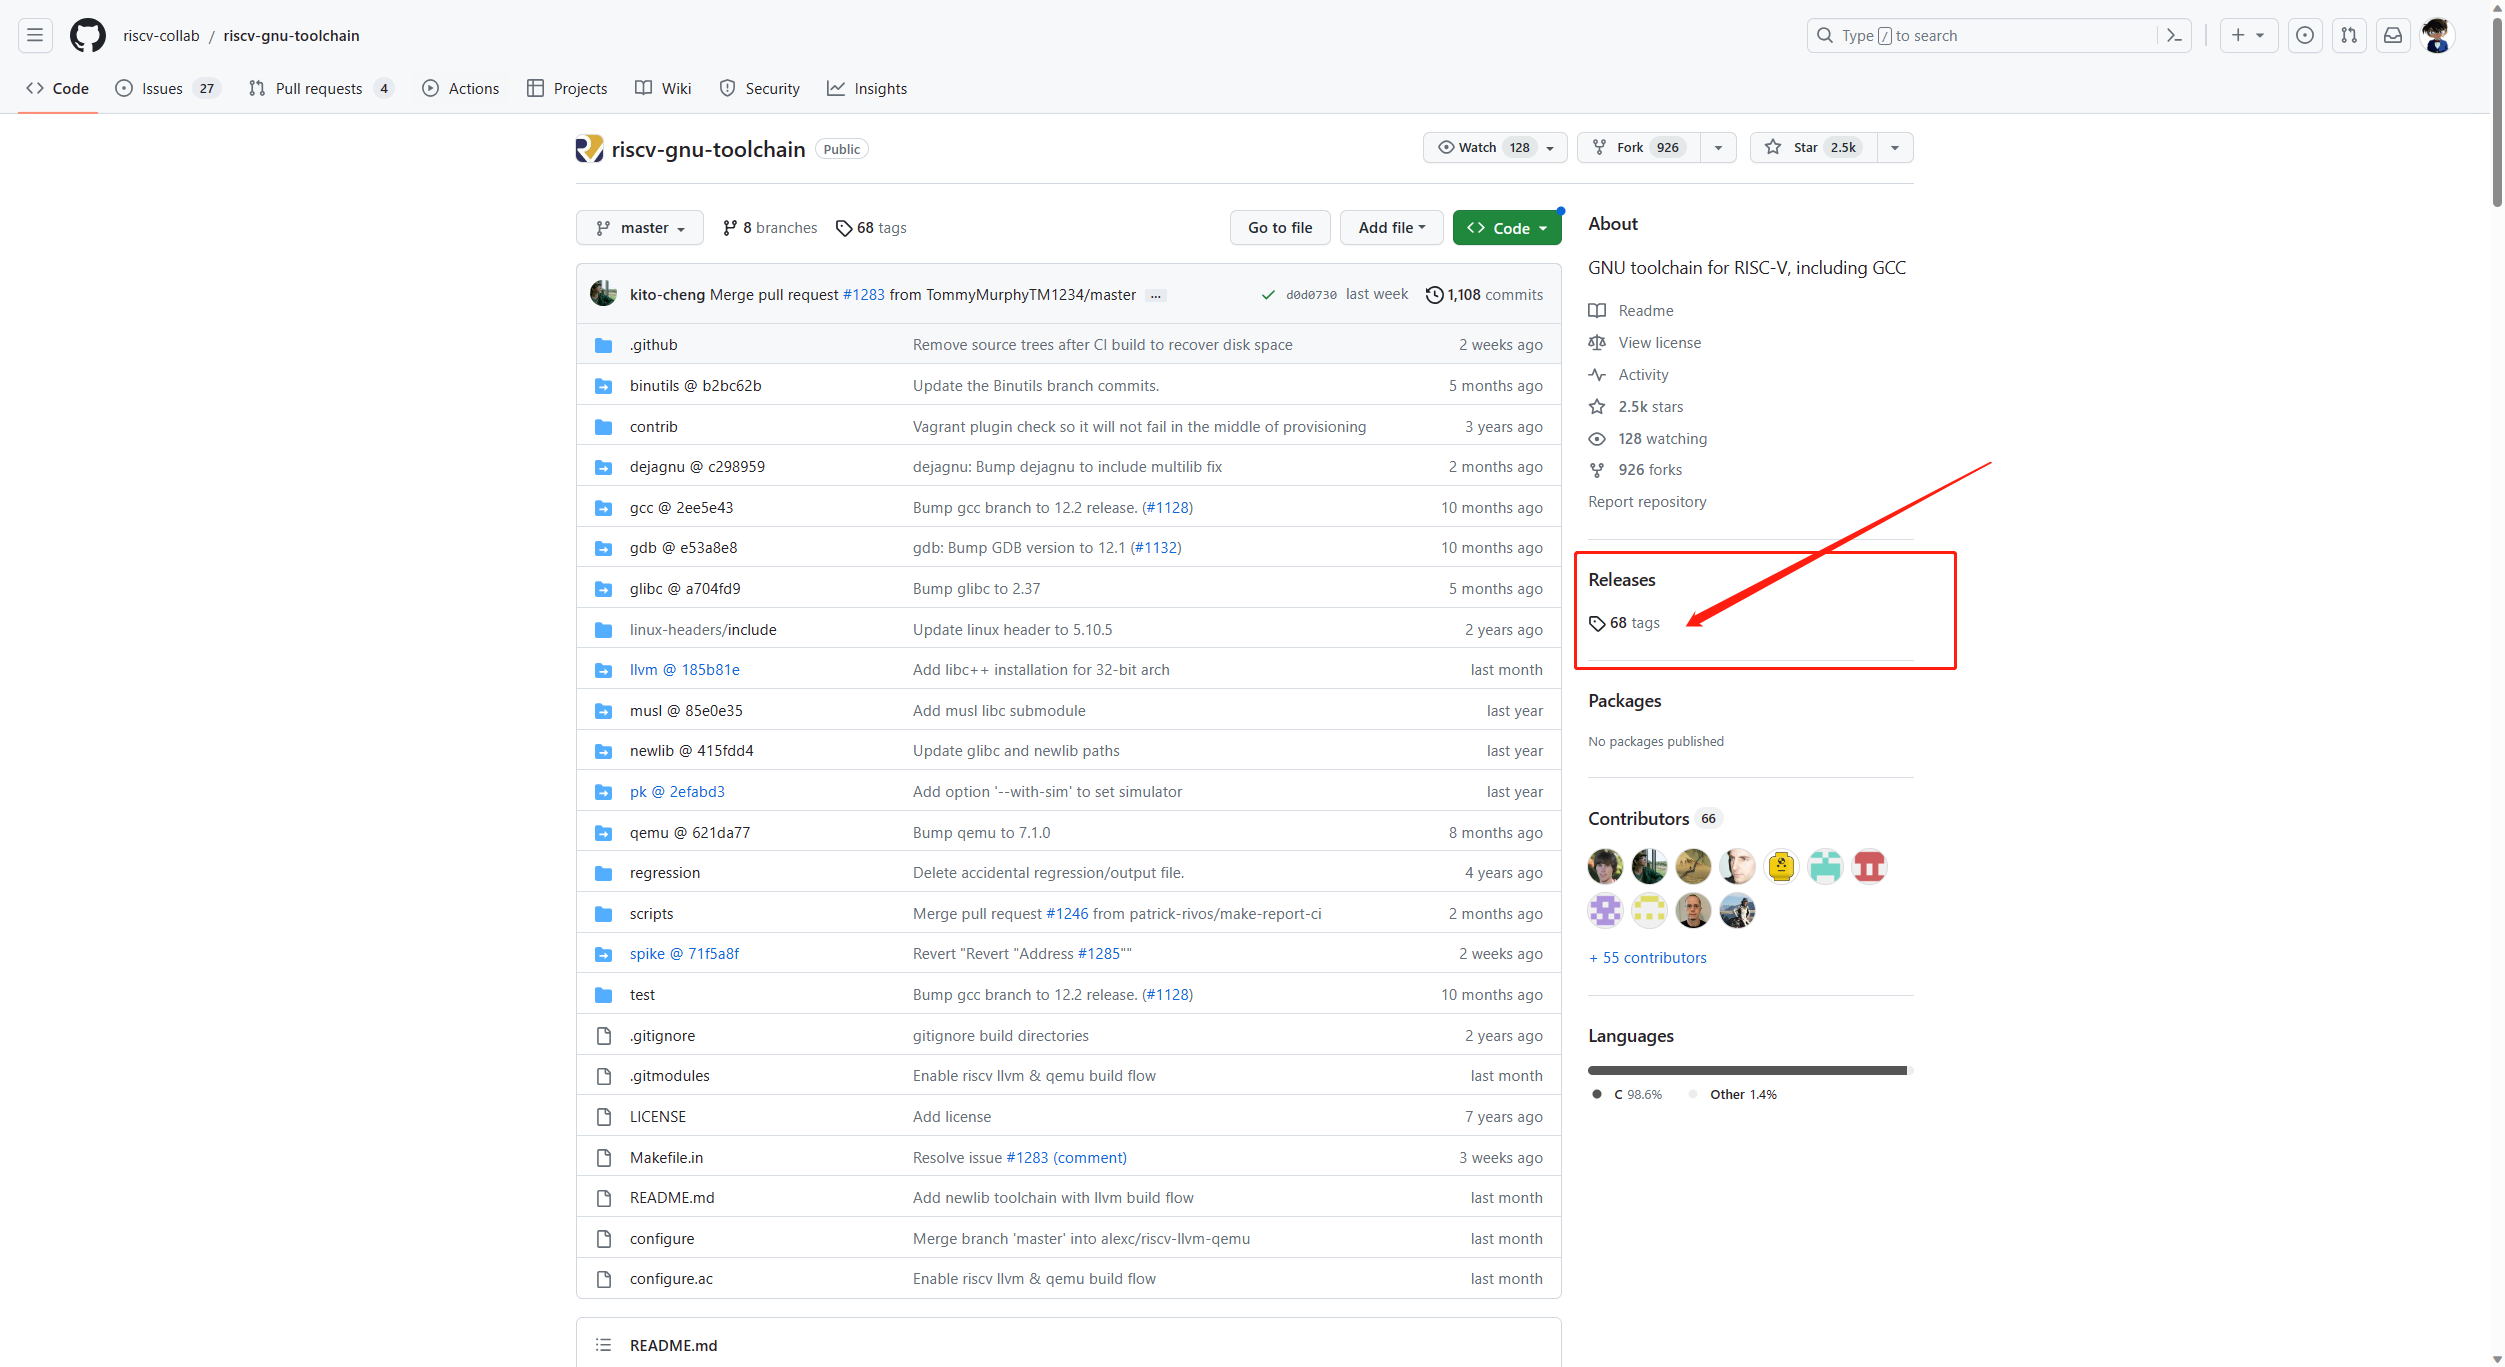 riscv-collab / riscv-gnu-toolchain
Type / to search
Code Issues 27 Pull requests 4 Actions Projects Wiki Security Insights
riscv-gnu-toolchain Public
Watch 128 Fork 926 Star 2.5k
master 8 branches 68 tags Go to file Add file Code
kito-cheng Merge pull request #1283 from TommyMurphyTM1234/master ... d0d0730 last week 1,108 commits
.github Remove source trees after CI build to recover disk space 2 weeks ago
binutils @ b2bc62b Update the Binutils branch commits. 5 months ago
contrib Vagrant plugin check so it will not fail in the middle of provisioning 3 years ago
dejagnu @ c298959 dejagnu: Bump dejagnu to include multilib fix 2 months ago
gcc @ 2ee5e43 Bump gcc branch to 12.2 release. (#1128) 10 months ago
gdb @ e53a8e8 gdb: Bump GDB version to 12.1 (#1132) 10 months ago
glibc @ a704fd9 Bump glibc to 2.37 5 months ago
linux-headers/include Update linux header to 5.10.5 2 years ago
llvm @ 185b81e Add libc++ installation for 32-bit arch last month
musl @ 85e0e35 Add musl libc submodule last year
newlib @ 415fdd4 Update glibc and newlib paths last year
pk @ 2efabd3 Add option '--with-sim' to set simulator last year
qemu @ 621da77 Bump qemu to 7.1.0 8 months ago
regression Delete accidental regression/output file. 4 years ago
scripts Merge pull request #1246 from patrick-rivos/make-report-ci 2 months ago
spike @ 71f5a8f Revert "Revert "Address #1285"" 2 weeks ago
test Bump gcc branch to 12.2 release. (#1128) 10 months ago
.gitignore gitignore build directories 2 years ago
.gitmodules Enable riscv llvm & qemu build flow last month
LICENSE Add license 7 years ago
Makefile.in Resolve issue #1283 (comment) 3 weeks ago
README.md Add newlib toolchain with llvm build flow last month
configure Merge branch 'master' into alexc/riscv-llvm-qemu last month
configure.ac Enable riscv llvm & qemu build flow last month
README.md
About
GNU toolchain for RISC-V, including GCC
Readme
View license
Activity
2.5k stars
128 watching
926 forks
Report repository
Releases
68 tags
Packages
No packages published
Contributors 66
+ 55 contributors
Languages
C 98.6% Other 1.4%